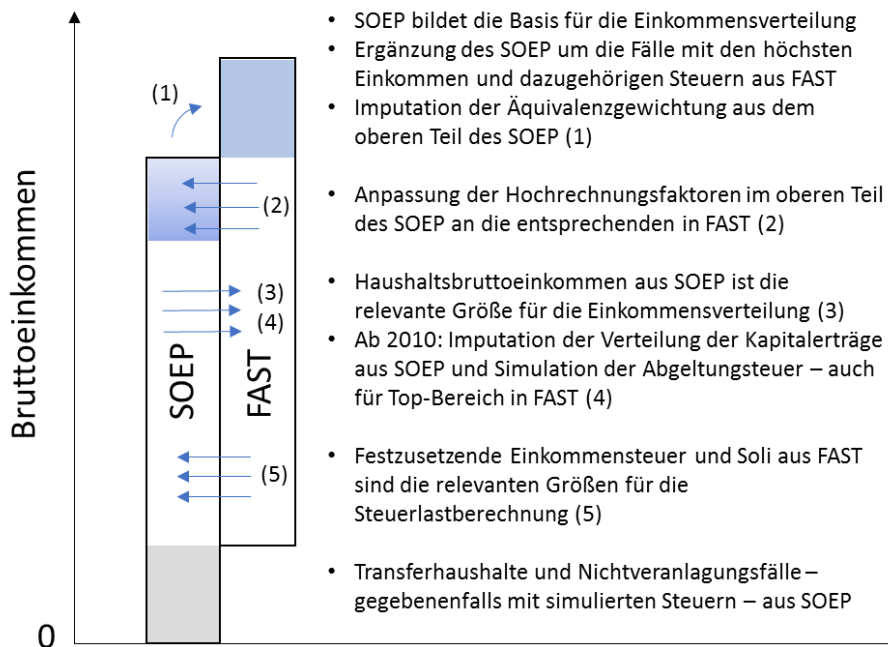 Bruttoeinkommen
0
SOEP
FAST
(1)
(2)
(3)
(4)
(5)
• SOEP bildet die Basis für die Einkommensverteilung
• Ergänzung des SOEP um die Fälle mit den höchsten
Einkommen und dazugehörigen Steuern aus FAST
• Imputation der Äquivalenzgewichtung aus dem
oberen Teil des SOEP (1)
• Anpassung der Hochrechnungsfaktoren im oberen Teil
des SOEP an die entsprechenden in FAST (2)
• Haushaltsbruttoeinkommen aus SOEP ist die
relevante Größe für die Einkommensverteilung (3)
• Ab 2010: Imputation der Verteilung der Kapitalerträge
aus SOEP und Simulation der Abgeltungsteuer – auch
für Top-Bereich in FAST (4)
• Festzusetzende Einkommensteuer und Soli aus FAST
sind die relevanten Größen für die
Steuerlastberechnung (5)
• Transferhaushalte und Nichtveranlagungsfälle –
gegebenenfalls mit simulierten Steuern – aus SOEP